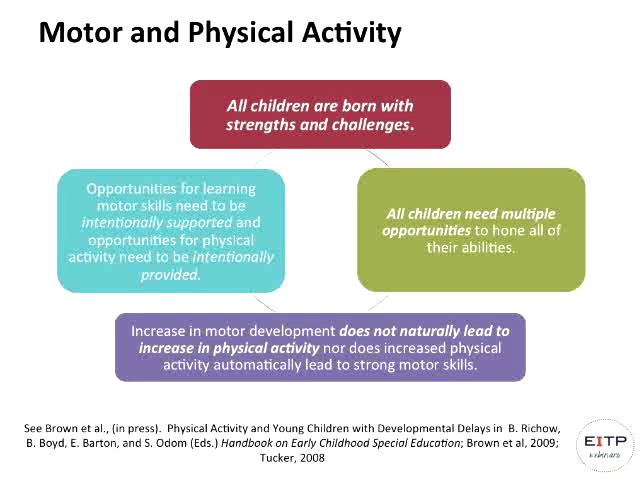 Motor and Physical Activity
All children are born with
strengths and challenges.
Opportunities for learning
motor skills need to be
intentionally supported and
opportunities for physical
activity need to be intentionally
provided.
All children need multiple
opportunities to hone all of
their abilities.
Increase in motor development does not naturally lead to
increase in physical activity nor does increased physical
activity automatically lead to strong motor skills.
See Brown et al., (in press).  Physical Activity and Young Children with Developmental Delays in  B. Richow,
B. Boyd, E. Barton, and S. Odom (Eds.) Handbook on Early Childhood Special Education; Brown et al, 2009;
Tucker, 2008
EITP
webinars